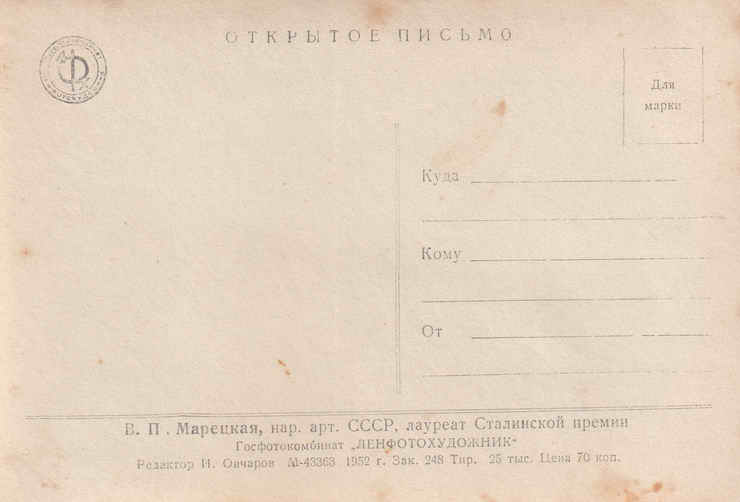 ОТКРЫТОЕ ПИСЬМО
Для
марки
Куда
Кому
От
В. П. Марецкая, нар. арт. СССР, лауреат Сталинской премии
Госфотокомбинат „ЛЕНФОТОХУДОЖНИК“
Редактор И. Овчаров М-43363 1952 г. Зак. 248 Тир. 25 тыс. Цена 70 коп.